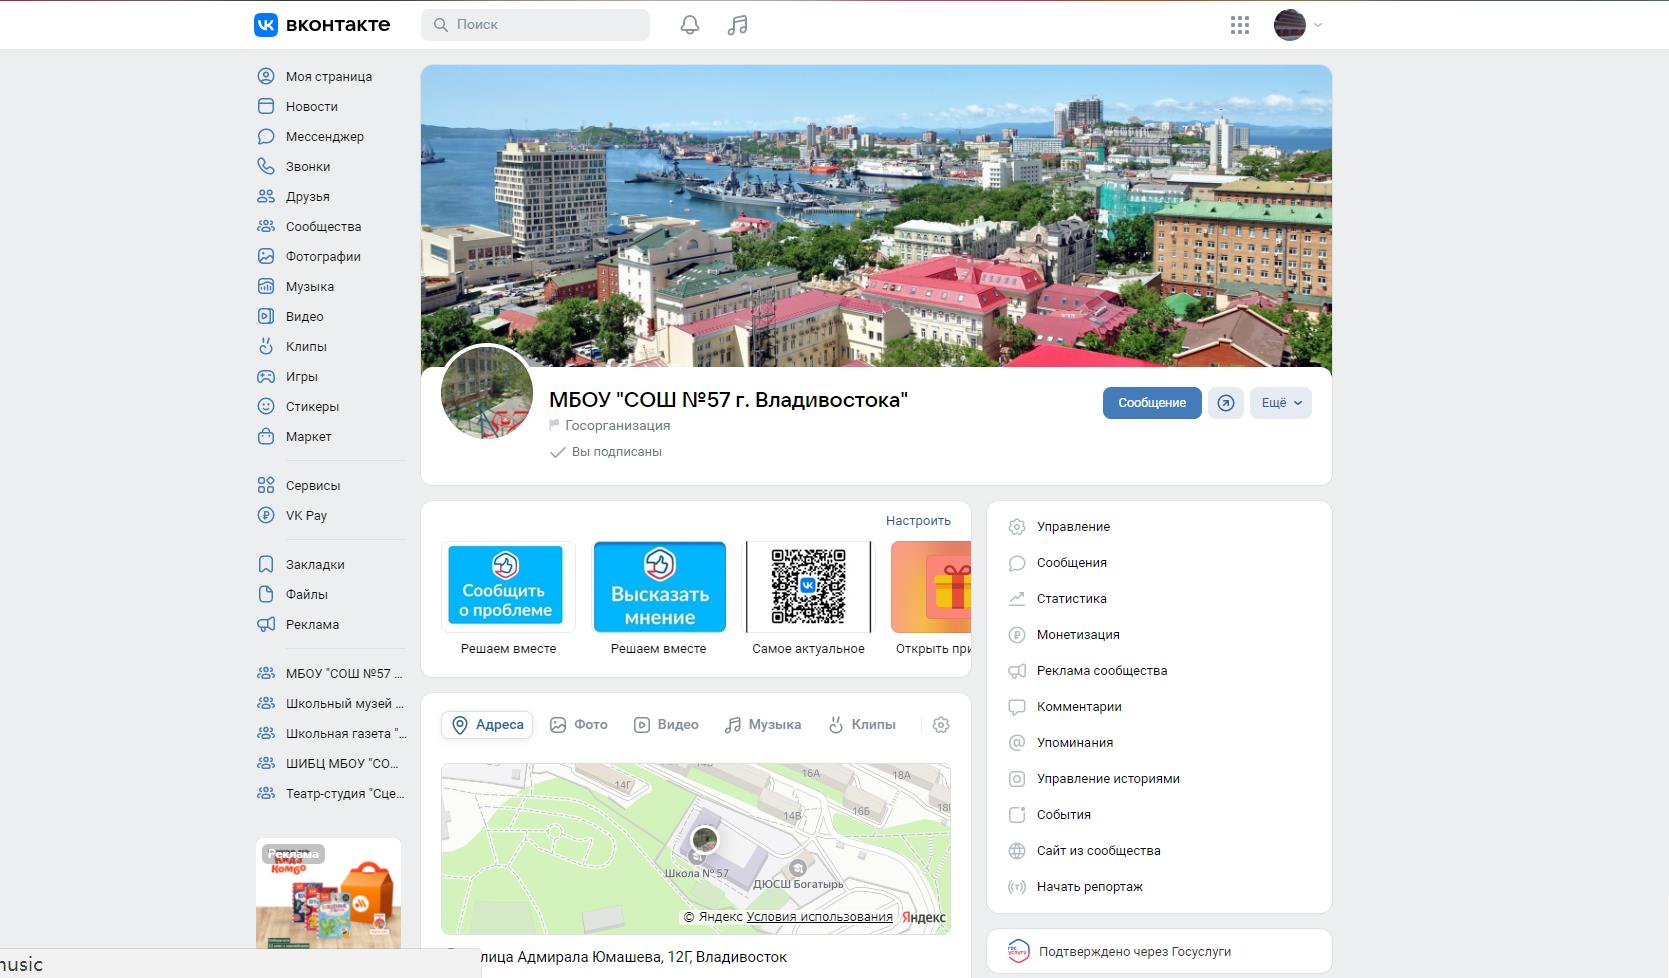 вконтакте
Поиск
Моя страница
Новости
Мессенджер
Звонки
Друзья
Сообщества
Фотографии
Музыка
Видео
Клипы
Игры
Стикеры
Маркет
Сервисы
VK Pay
Закладки
Файлы
Реклама
МБОУ "СОШ №57 ...
Школьный музей ...
Школьная газета "...
ШИБЦ МБОУ "СО...
Театр-студия "Сце...
Реклама
Комбо
music
МБОУ "СОШ №57 г. Владивостока"
Госорганизация
Вы подписаны
Сообщение
Ещё
Настроить
Сообщить
о проблеме
Решаем вместе
Высказать
мнение
Решаем вместе
Самое актуальное
Открыть при
Адреса
Фото
Видео
Музыка
Клипы
14Г
16А
18А
14В
16Б
Школа № 57
ДЮСШ Богатырь
© Яндекс Условия использования Яндекс
лица Адмирала Юмашева, 12Г, Владивосток
Управление
Сообщения
Статистика
Монетизация
Реклама сообщества
Комментарии
Упоминания
Управление историями
События
Сайт из сообщества
Начать репортаж
гос
услуги
Подтверждено через Госуслуги